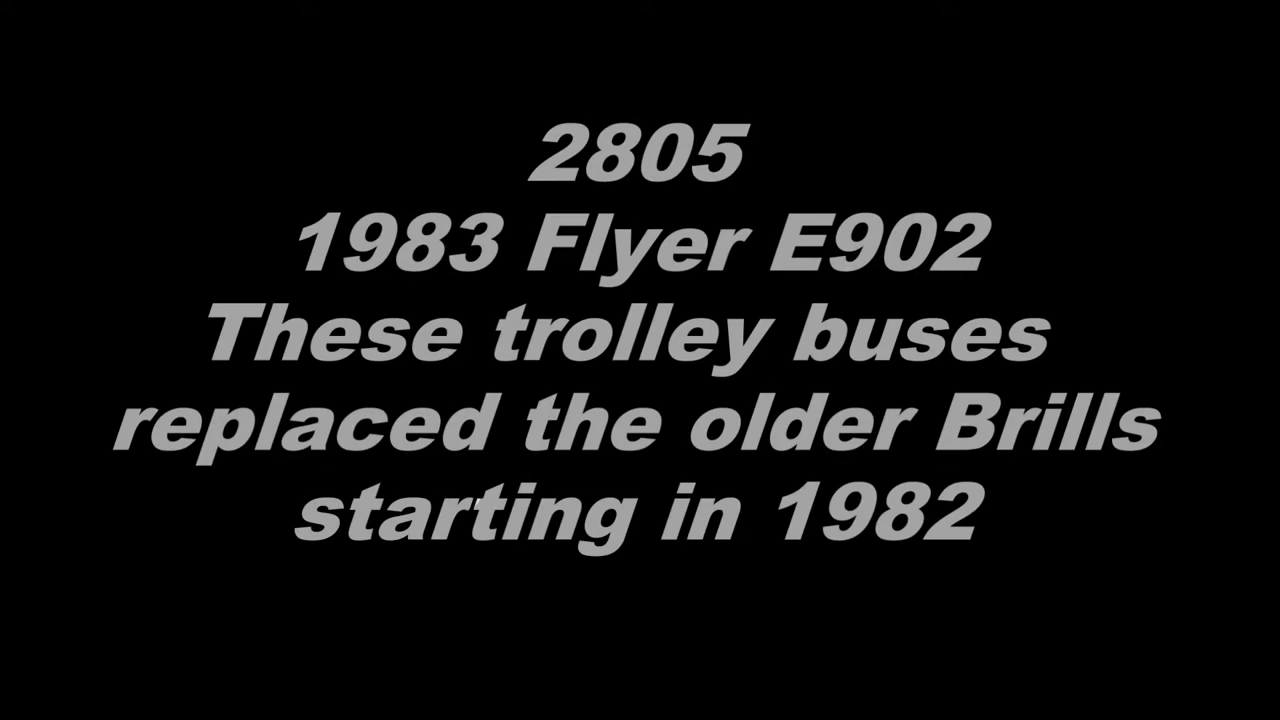 2805
1983 Flyer E902
These trolley buses
replaced the older Brills
starting in 1982